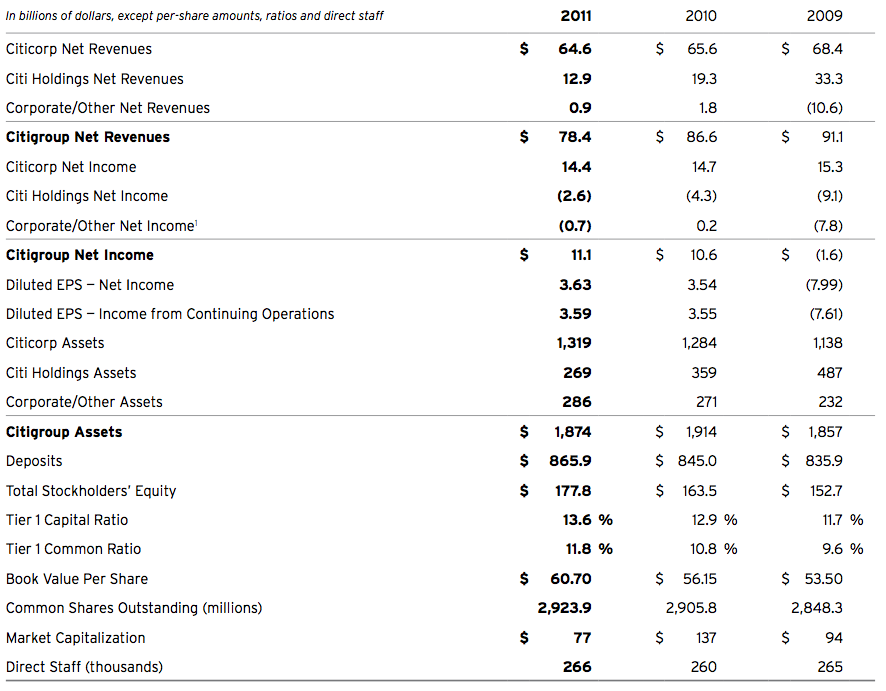 In billions of dollars, except per-share amounts, ratios and direct staff 2011 2010 2009
Citicorp Net Revenues $ 64.6 $ 65.6 $ 68.4
Citi Holdings Net Revenues 12.9 19.3 33.3
Corporate/Other Net Revenues 0.9 1.8 (10.6)
Citigroup Net Revenues $ 78.4 $ 86.6 $ 91.1
Citicorp Net Income 14.4 14.7 15.3
Citi Holdings Net Income (2.6) (4.3) (9.1)
Corporate/Other Net Income¹ (0.7) 0.2 (7.8)
Citigroup Net Income $ 11.1 $ 10.6 $ (1.6)
Diluted EPS – Net Income 3.63 3.54 (7.99)
Diluted EPS – Income from Continuing Operations 3.59 3.55 (7.61)
Citicorp Assets 1,319 1,284 1,138
Citi Holdings Assets 269 359 487
Corporate/Other Assets 286 271 232
Citigroup Assets $ 1,874 $ 1,914 $ 1,857
Deposits $ 865.9 $ 845.0 $ 835.9
Total Stockholders' Equity $ 177.8 $ 163.5 $ 152.7
Tier 1 Capital Ratio 13.6 % 12.9 % 11.7 %
Tier 1 Common Ratio 11.8 % 10.8 % 9.6 %
Book Value Per Share $ 60.70 $ 56.15 $ 53.50
Common Shares Outstanding (millions) 2,923.9 2,905.8 2,848.3
Market Capitalization $ 77 $ 137 $ 94
Direct Staff (thousands) 266 260 265